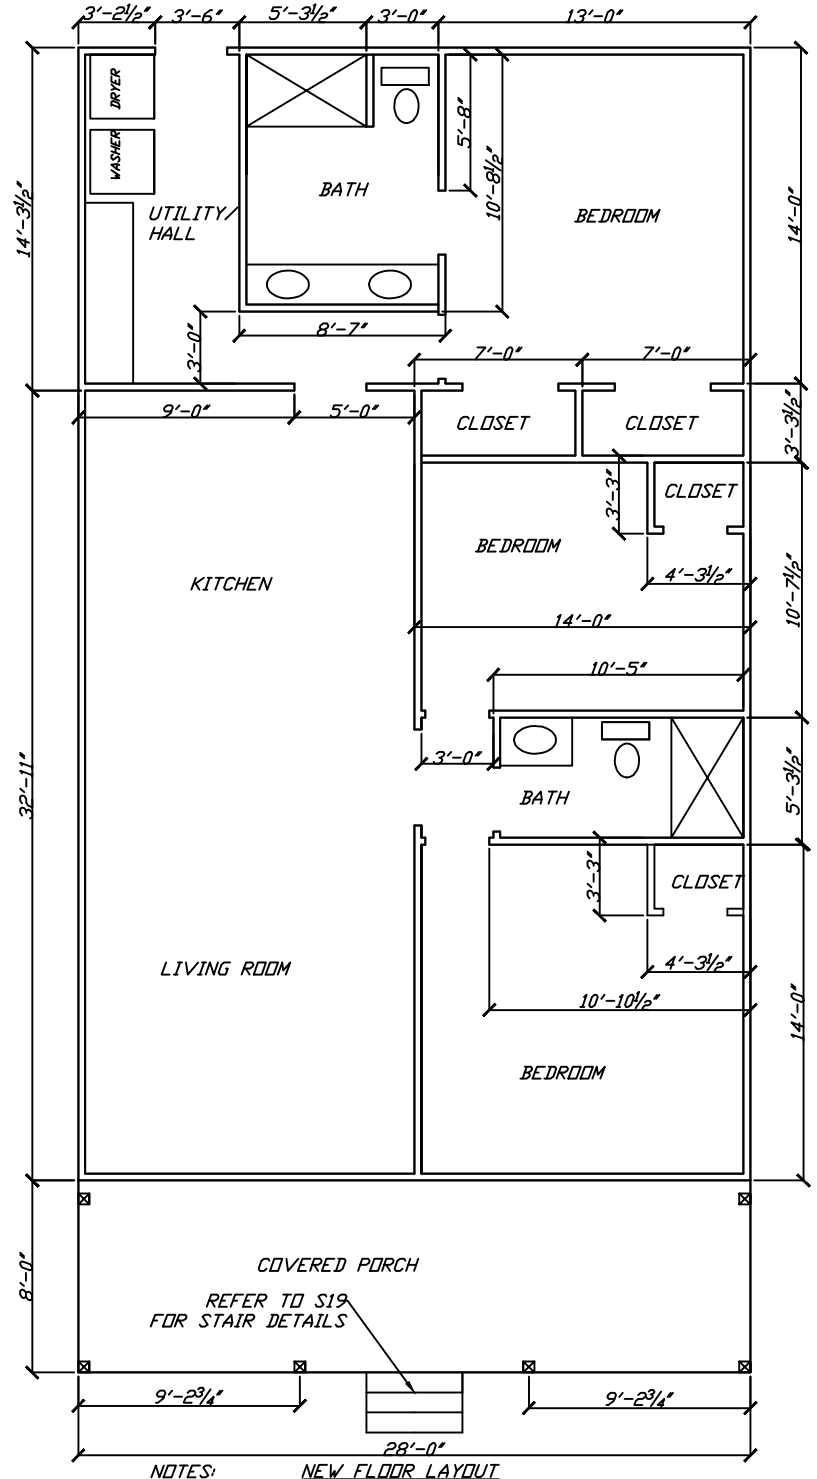 3'-2½" 3'-6" 5'-3½" 3'-0" 13'-0"
DRYER
WASHER
5'-8"
10'-8½"
BATH
UTILITY/
HALL
BEDROOM
14'-3½"
14'-0"
3'-0"
8'-7"
7'-0" 7'-0"
9'-0" 5'-0"
CLOSET CLOSET
3'-3½"
3'-3"
CLOSET
BEDROOM
4'-3½"
10'-7½"
KITCHEN
14'-0"
10'-5"
3'-0"
32'-11"
BATH
5'-3½"
3'-3"
CLOSET
LIVING ROOM
4'-3½"
10'-10½"
14'-0"
BEDROOM
8'-0"
COVERED PORCH
REFER TO S19
FOR STAIR DETAILS
9'-2¾" 9'-2¾"
28'-0"
NOTES: NEW FLOOR LAYOUT